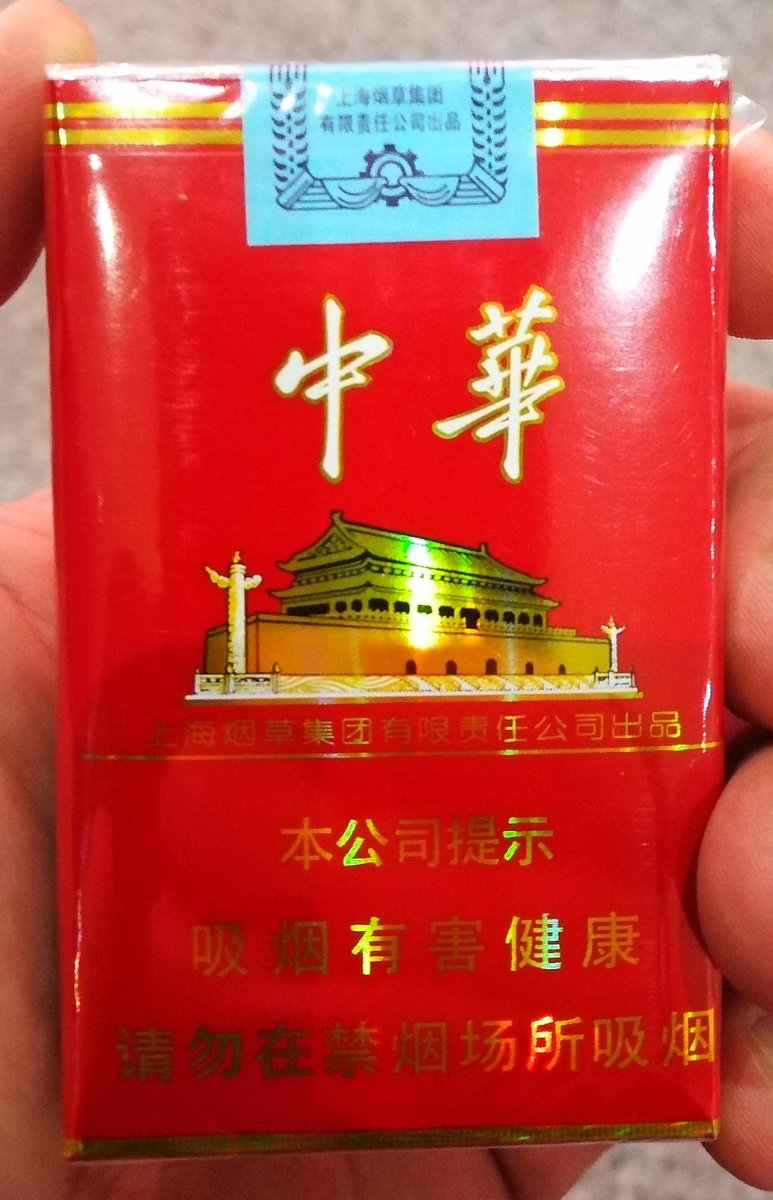 上海烟草集团
有限责任公司出品
中華
上海烟草集团有限责任公司出品
本公司提示
吸烟有害健康
请勿在禁烟场所吸烟